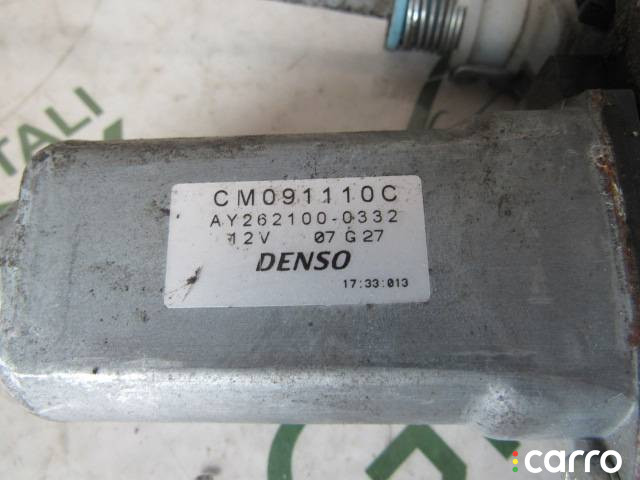 TALI
CM091110C
AY262100-0332
12V 07 G 27
DENSO
17:33:013
carro